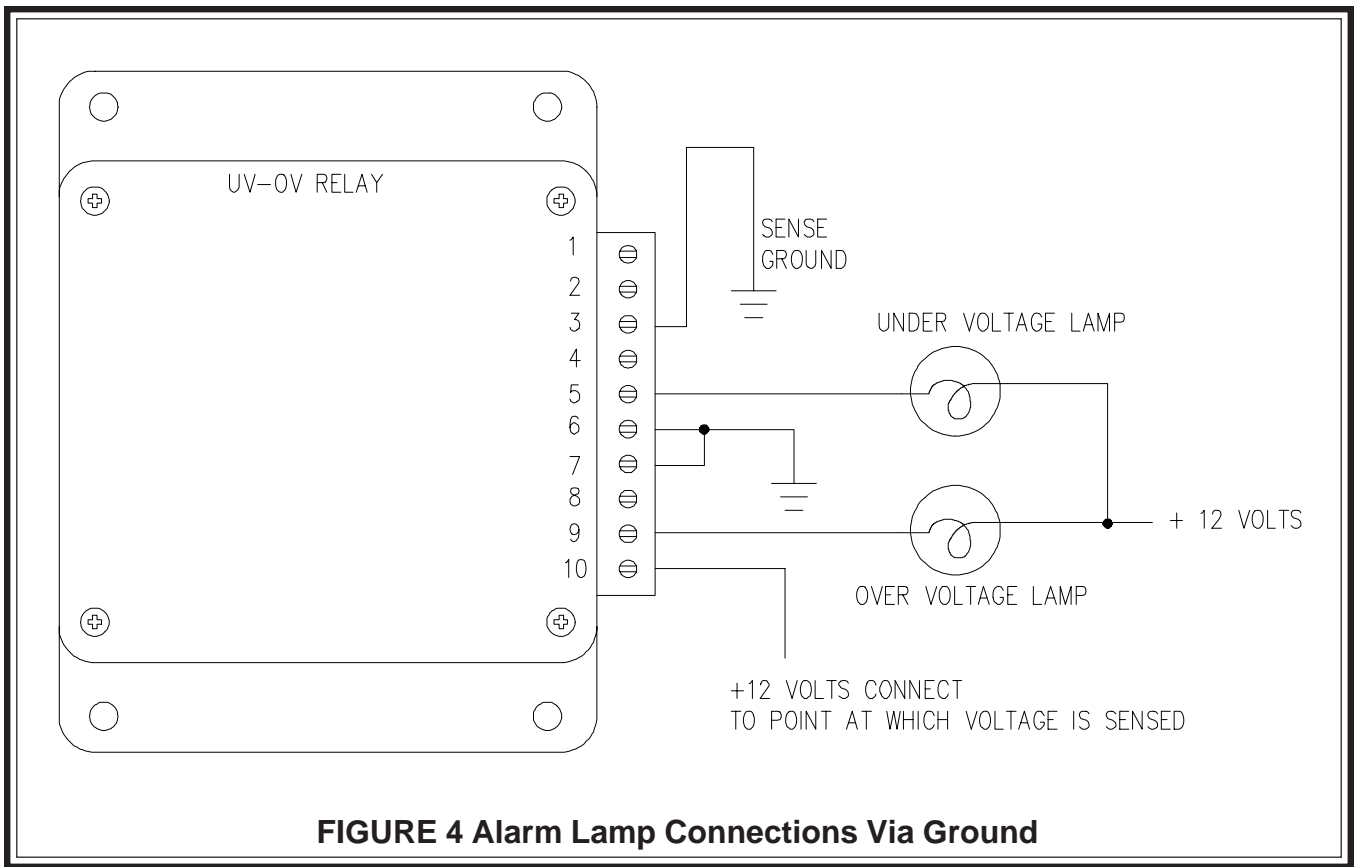 UV-OV RELAY
1
2
3
4
5
6
7
8
9
10
SENSE
GROUND
UNDER VOLTAGE LAMP
+ 12 VOLTS
OVER VOLTAGE LAMP
+12 VOLTS CONNECT
TO POINT AT WHICH VOLTAGE IS SENSED
FIGURE 4 Alarm Lamp Connections Via Ground